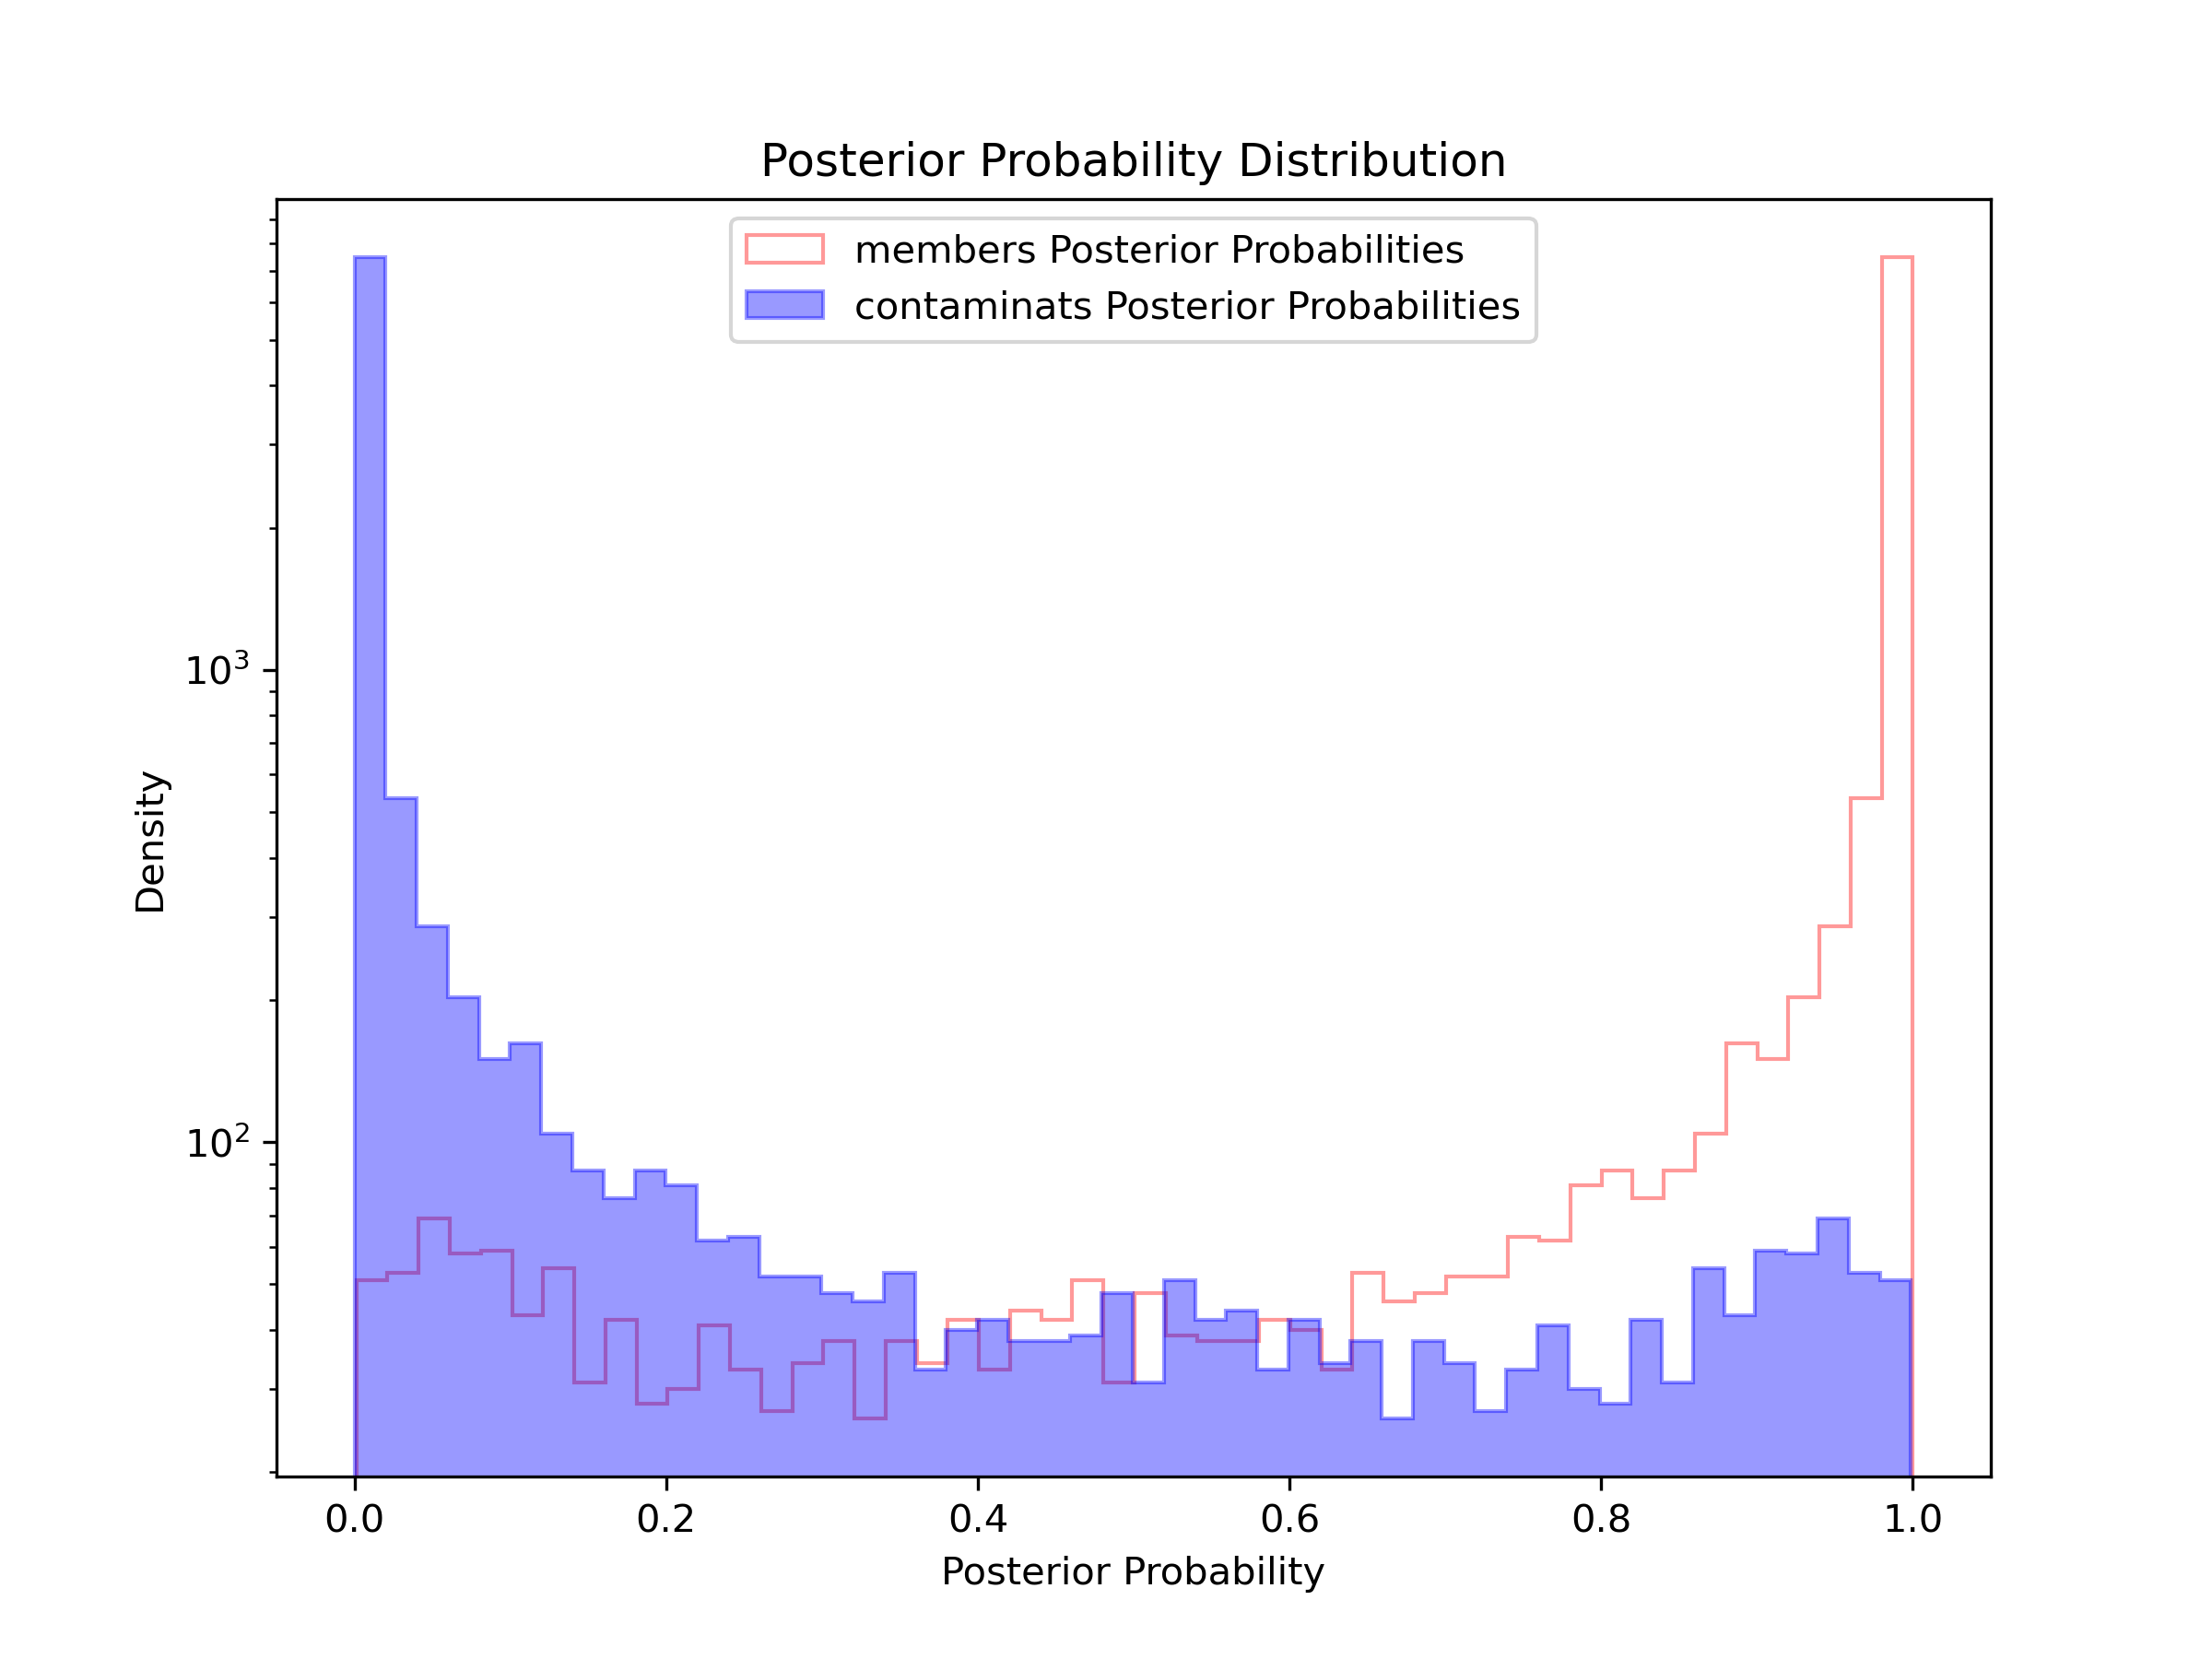 Posterior Probability Distribution
members Posterior Probabilities
contaminats Posterior Probabilities
Density
10³
10²
0.0 0.2 0.4 0.6 0.8 1.0
Posterior Probability